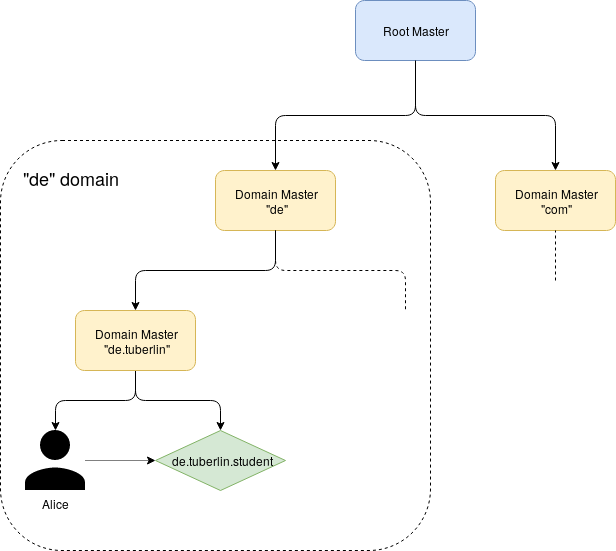 Root Master
"de" domain
Domain Master
"de"
Domain Master
"com"
Domain Master
"de.tuberlin"
de.tuberlin.student
Alice